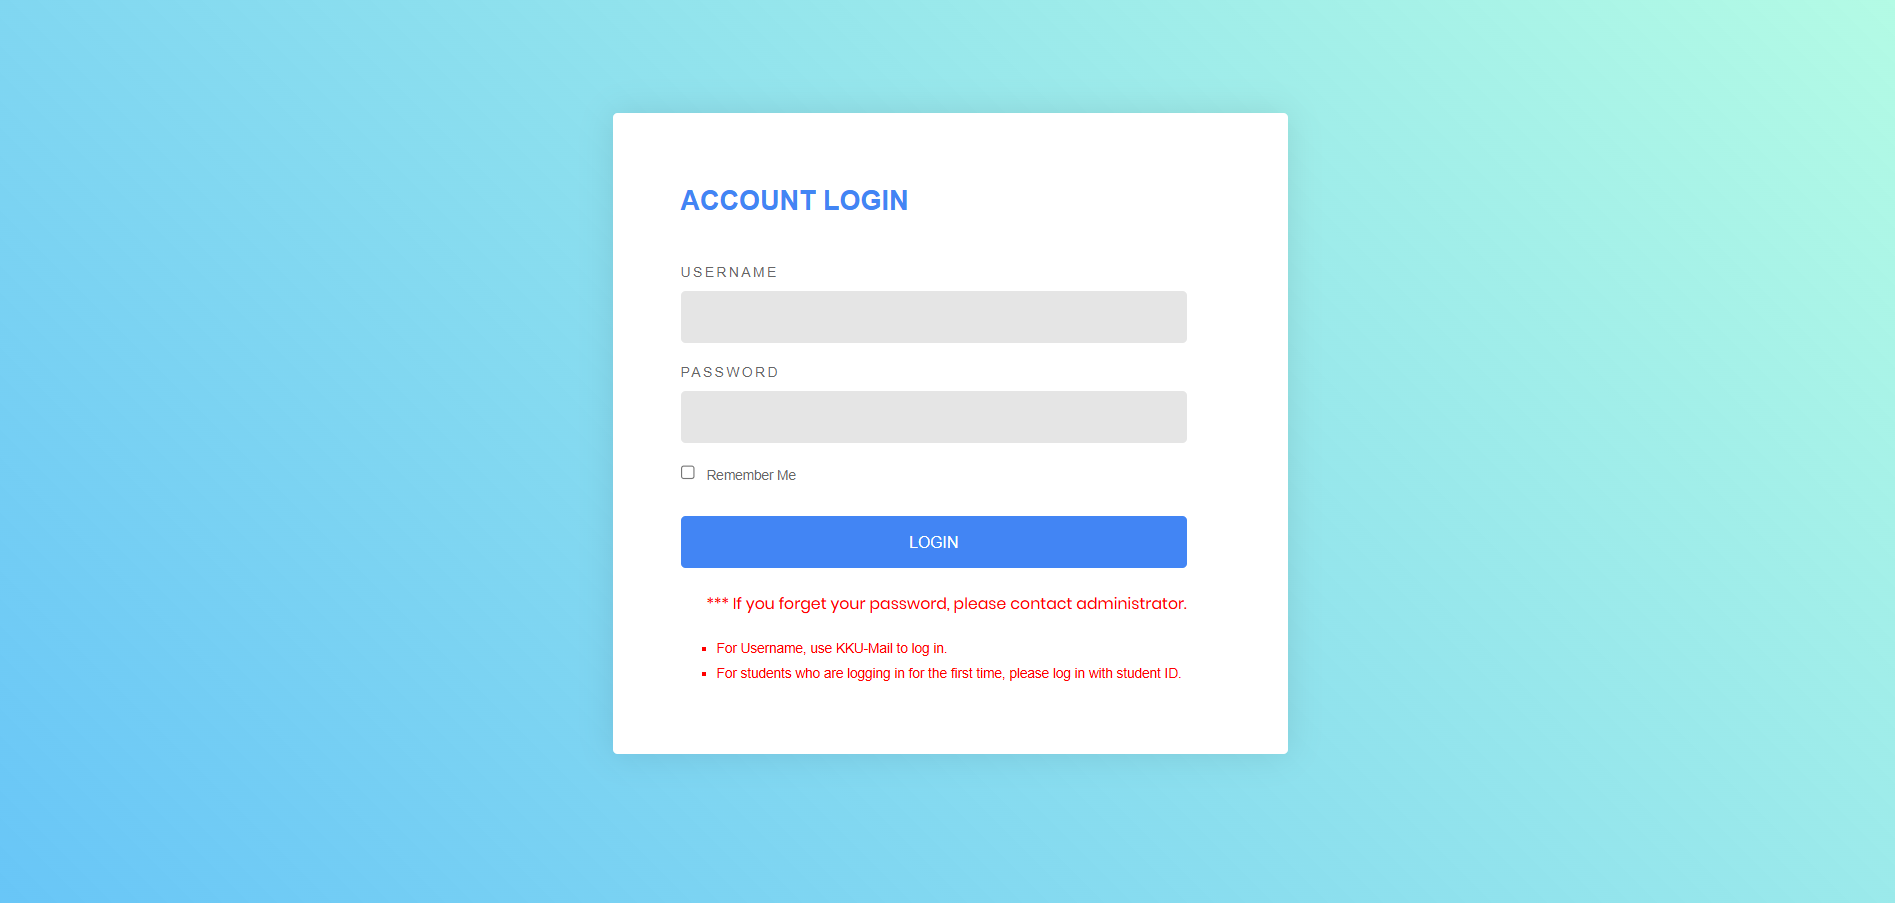 ACCOUNT LOGIN
USERNAME
PASSWORD
Remember Me
LOGIN
*** If you forget your password, please contact administrator.
For Username, use KKU-Mail to log in.
For students who are logging in for the first time, please log in with student ID.